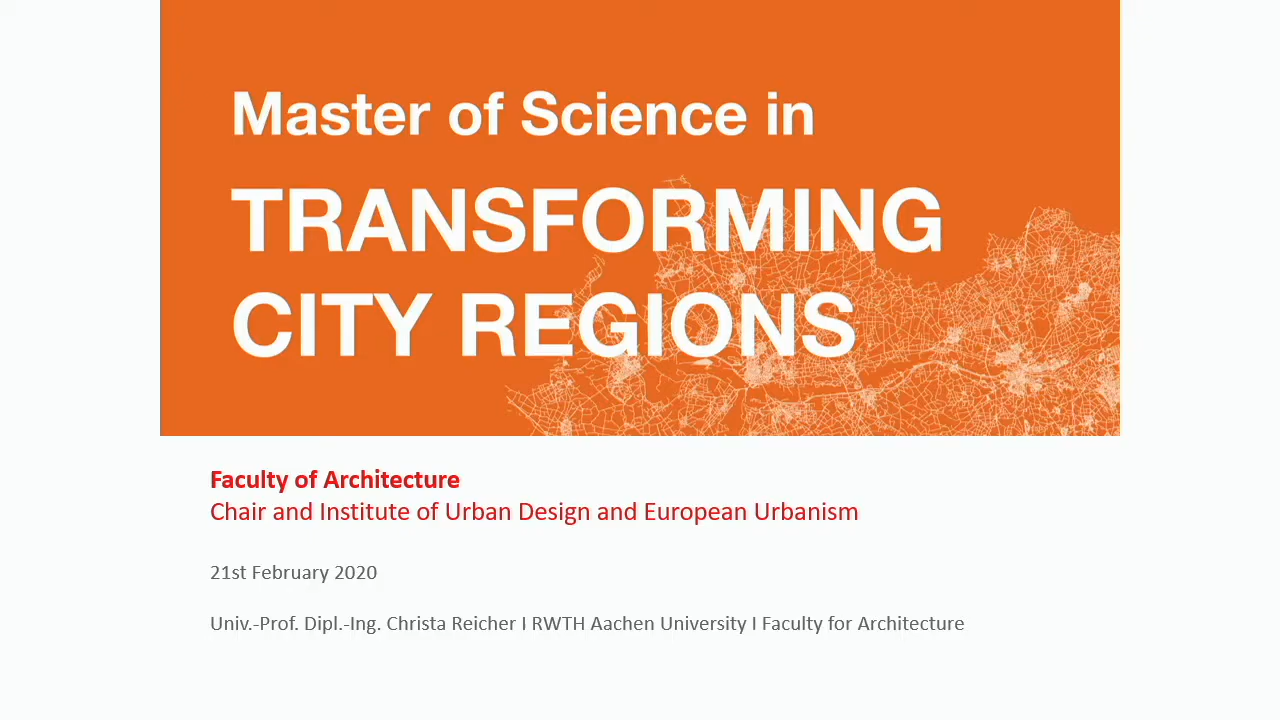 Master of Science in
TRANSFORMING
CITY REGIONS
Faculty of Architecture
Chair and Institute of Urban Design and European Urbanism
21st February 2020
Univ.-Prof. Dipl.-Ing. Christa Reicher I RWTH Aachen University I Faculty for Architecture